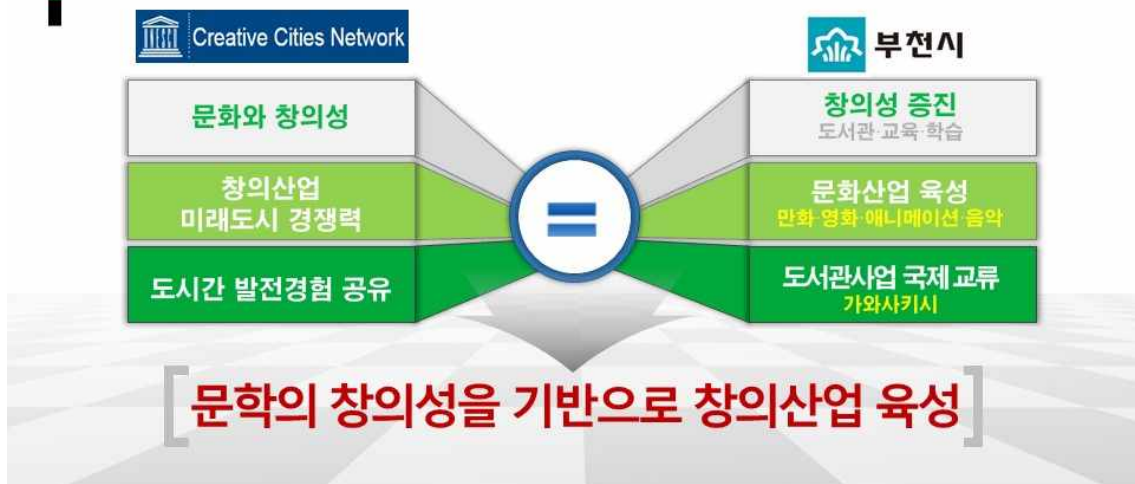 Creative Cities Network
문화와 창의성
창의산업
미래도시 경쟁력
도시간 발전경험 공유
=
부천시
창의성 증진
도서관·교육·학습
문화산업 육성
만화·영화·애니메이션·음악
도서관사업 국제교류
가와사키시
[문학의 창의성을 기반으로 창의산업 육성]